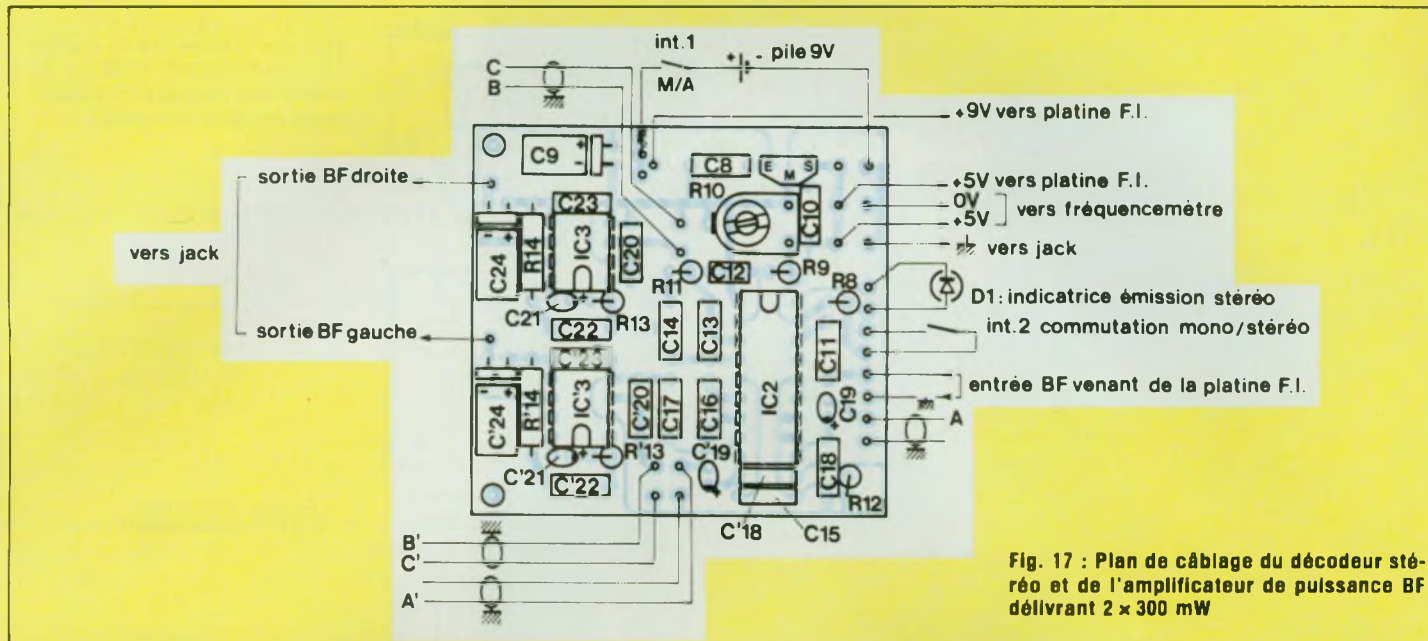 int.1
+ - pile 9V
C
B
M/A
+9V vers platine F.I.
C9
C8
E M S
sortie BF droite
R10
C10
+5V vers platine F.I.
0V
+5V
vers fréquencemètre
C23
vers jack
vers jack
C24
R14
IC3
C20
R11
C12
R9
R8
D1: indicatrice émission stéréo
C21
R13
C14
C13
int.2 commutation mono/stéréo
sortie BF gauche
C22
C'23
C11
IC2
entrée BF venant de la platine F.I.
C'24
R'14
IC'3
C'20
C17
C16
C19
A
C'21
R'13
C'19
C18
C'22
R12
C'18
C15
B'
C'
A'
Fig. 17 : Plan de câblage du décodeur sté-
réo et de l'amplificateur de puissance BF
délivrant 2 × 300 mW